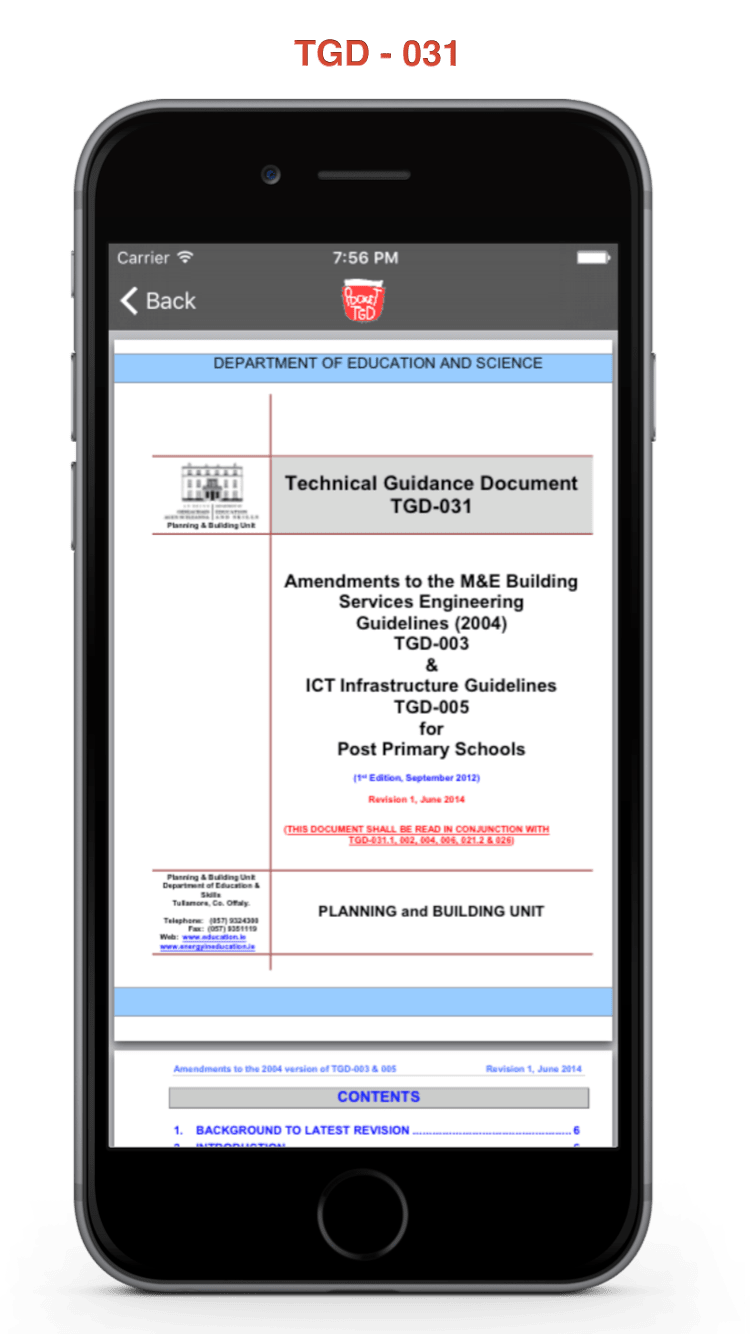 TGD - 031
Carrier
7:56 PM
Back
POCKET
TGD
DEPARTMENT OF EDUCATION AND SCIENCE
Technical Guidance Document
TGD-031
Planning & Building Unit
Amendments to the M&E Building
Services Engineering
Guidelines (2004)
TGD-003
&
ICT Infrastructure Guidelines
TGD-005
for
Post Primary Schools
(1st Edition, September 2012)
Revision 1, June 2014
(THIS DOCUMENT SHALL BE READ IN CONJUNCTION WITH
TGD-031.1, 002, 004, 006, 021.2 & 026)
Planning & Building Unit
Department of Education &
Skills
Tullamore, Co. Offaly.
Telephone: (057) 9324300
Fax: (057) 9351119
Web: www.education.ie
www.energyineducation.ie
PLANNING and BUILDING UNIT
Amendments to the 2004 version of TGD-003 & 005
Revision 1, June 2014
CONTENTS
1. BACKGROUND TO LATEST REVISION ................................................ 6
2. INTRODUCTION